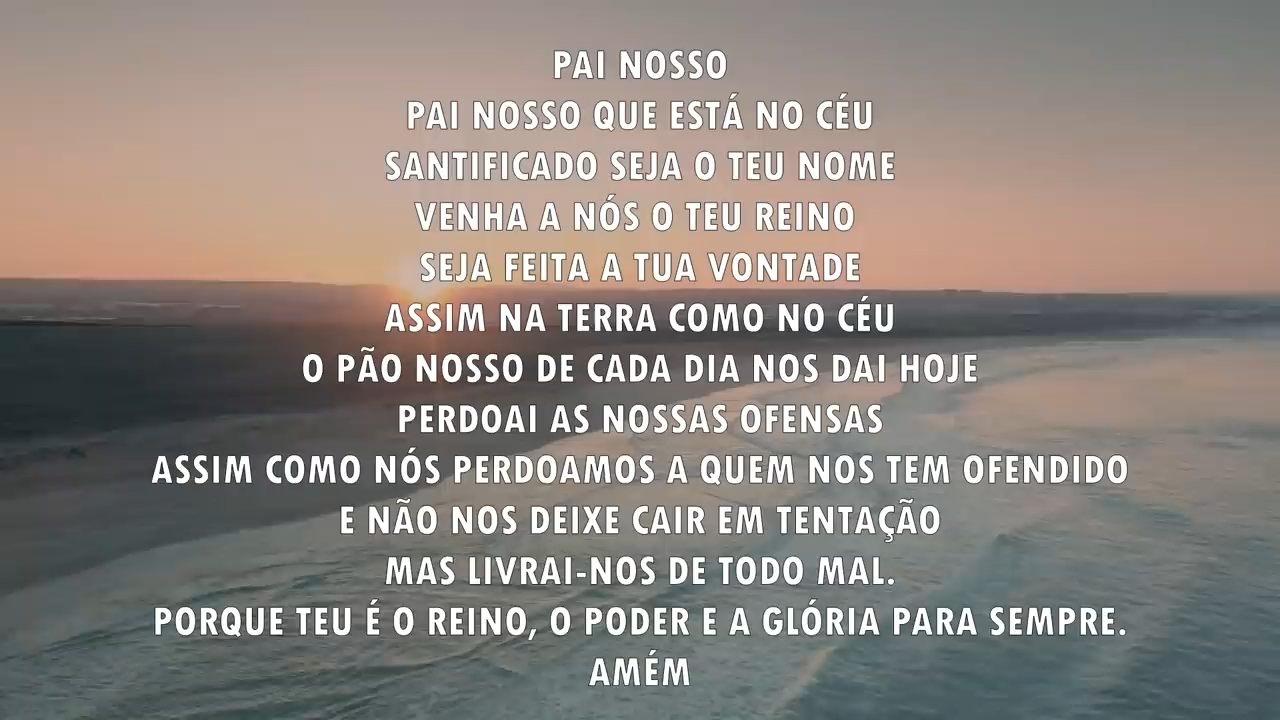 PAI NOSSO
PAI NOSSO QUE ESTÁ NO CÉU
SANTIFICADO SEJA O TEU NOME
VENHA A NÓS O TEU REINO
SEJA FEITA A TUA VONTADE
ASSIM NA TERRA COMO NO CÉU
O PÃO NOSSO DE CADA DIA NOS DAI HOJE
PERDOAI AS NOSSAS OFENSAS
ASSIM COMO NÓS PERDOAMOS A QUEM NOS TEM OFENDIDO
E NÃO NOS DEIXE CAIR EM TENTAÇÃO
MAS LIVRAI-NOS DE TODO MAL.
PORQUE TEU É O REINO, O PODER E A GLÓRIA PARA SEMPRE.
AMÉM